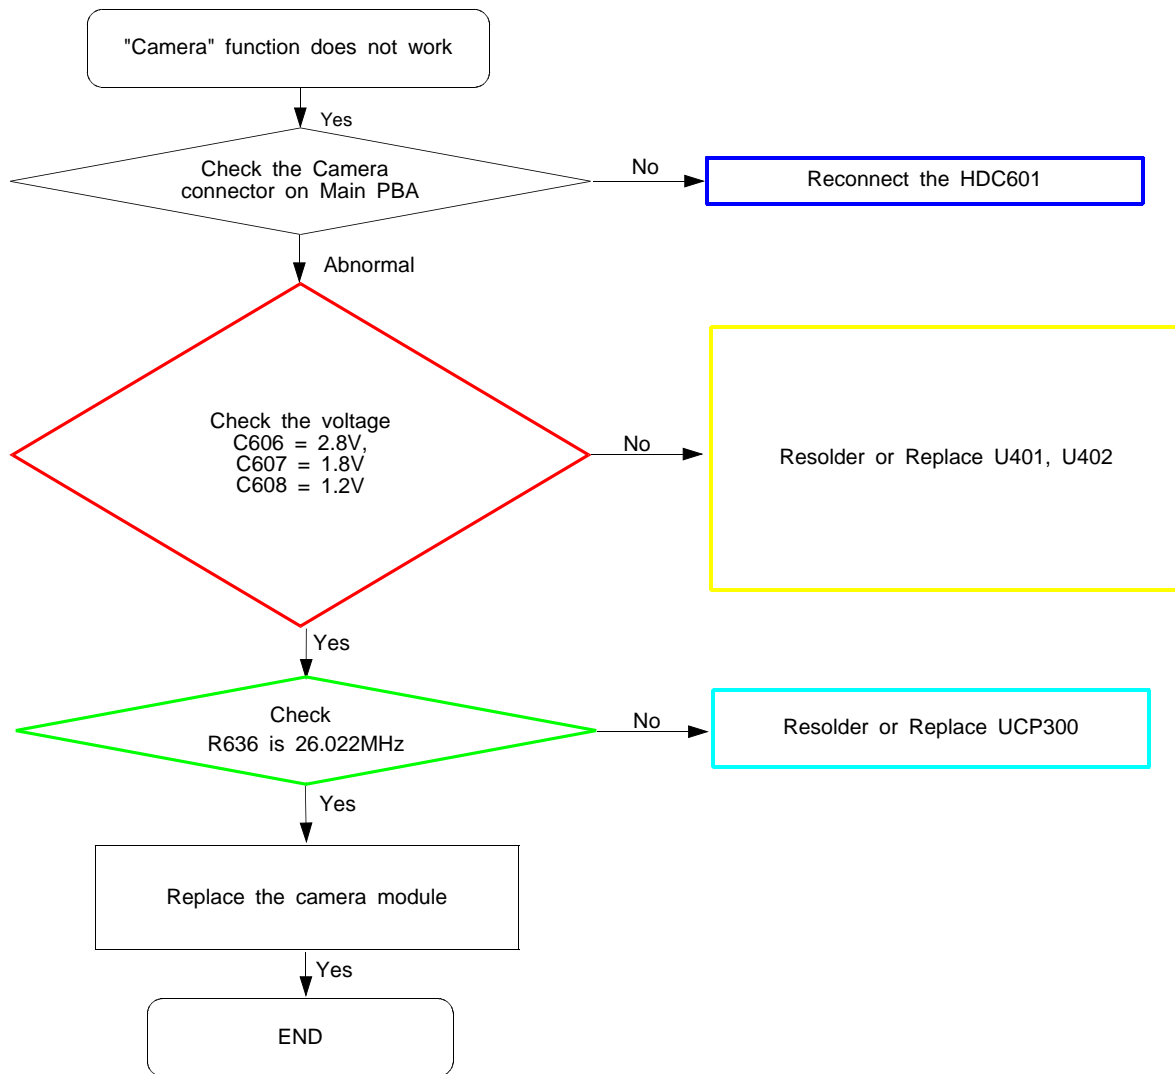 "Camera" function does not work
Yes
Check the Camera
connector on Main PBA
No
Reconnect the HDC601
Abnormal
Check the voltage
C606 = 2.8V,
C607 = 1.8V
C608 = 1.2V
No
Resolder or Replace U401, U402
Yes
Check
R636 is 26.022MHz
No
Resolder or Replace UCP300
Yes
Replace the camera module
Yes
END